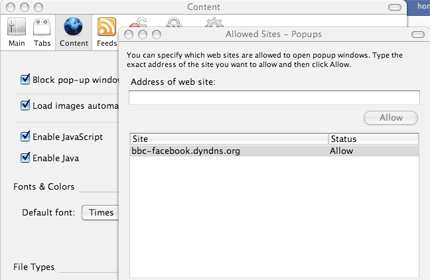 Content
hom
Main
Tabs
Content
Feeds
Block pop-up window
Load images automa
Enable JavaScript
Enable Java
Fonts & Colors
Default font:
Times
File Types
Allowed Sites – Popups
You can specify which web sites are allowed to open popup windows. Type the
exact address of the site you want to allow and then click Allow.
Address of web site:
Allow
Site
Status
bbc-facebook.dyndns.org
Allow